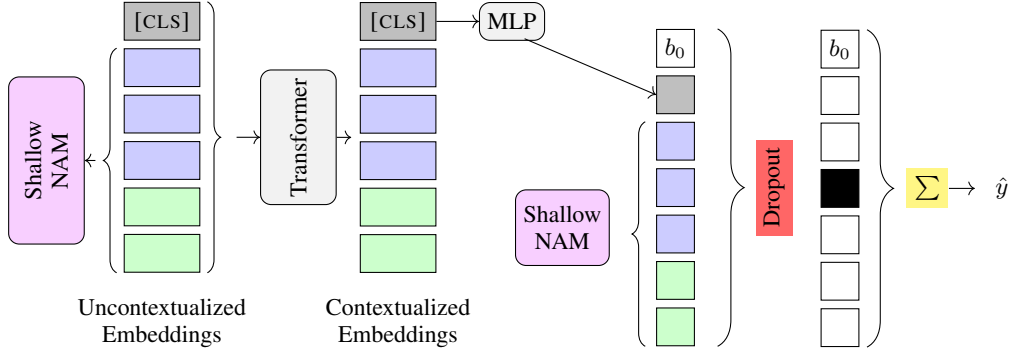 [CLS]
Shallow
NAM
Uncontextualized
Embeddings
Transformer
[CLS]
Contextualized
Embeddings
MLP
Shallow
NAM
b₀
Dropout
b₀
∑
ŷ